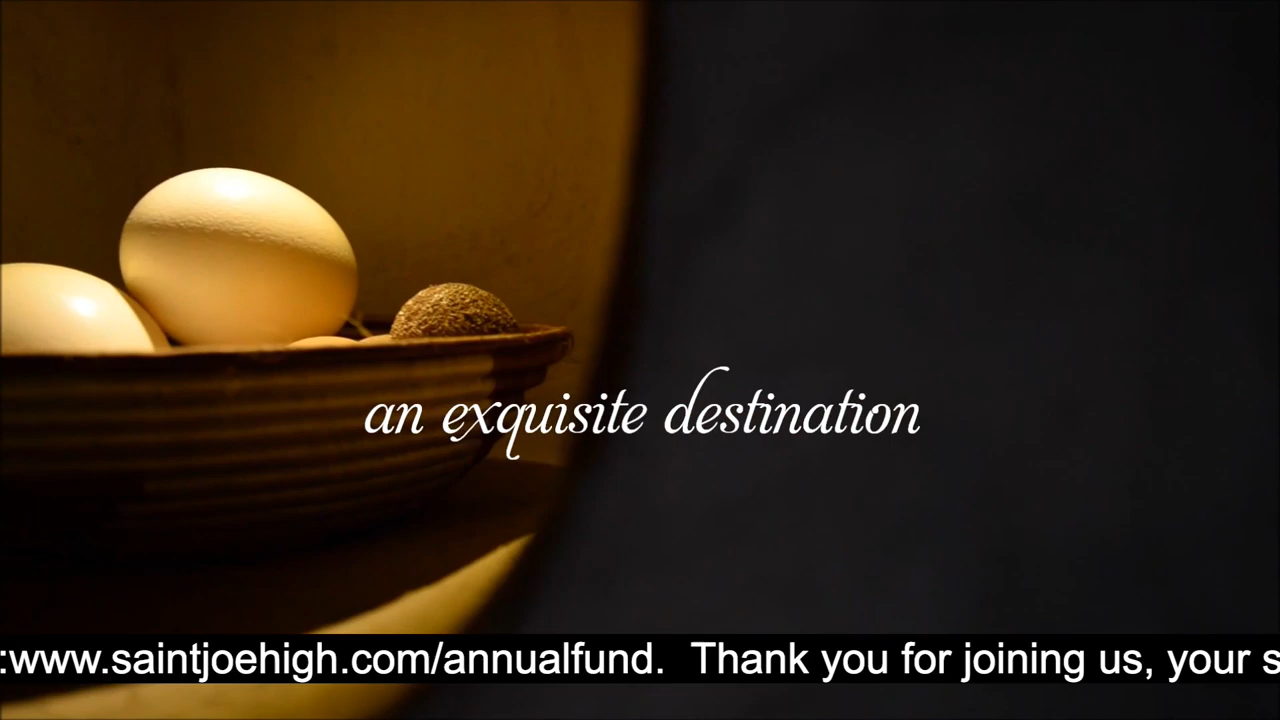 an exquisite destination
:www.saintjoehigh.com/annualfund. Thank you for joining us, your s